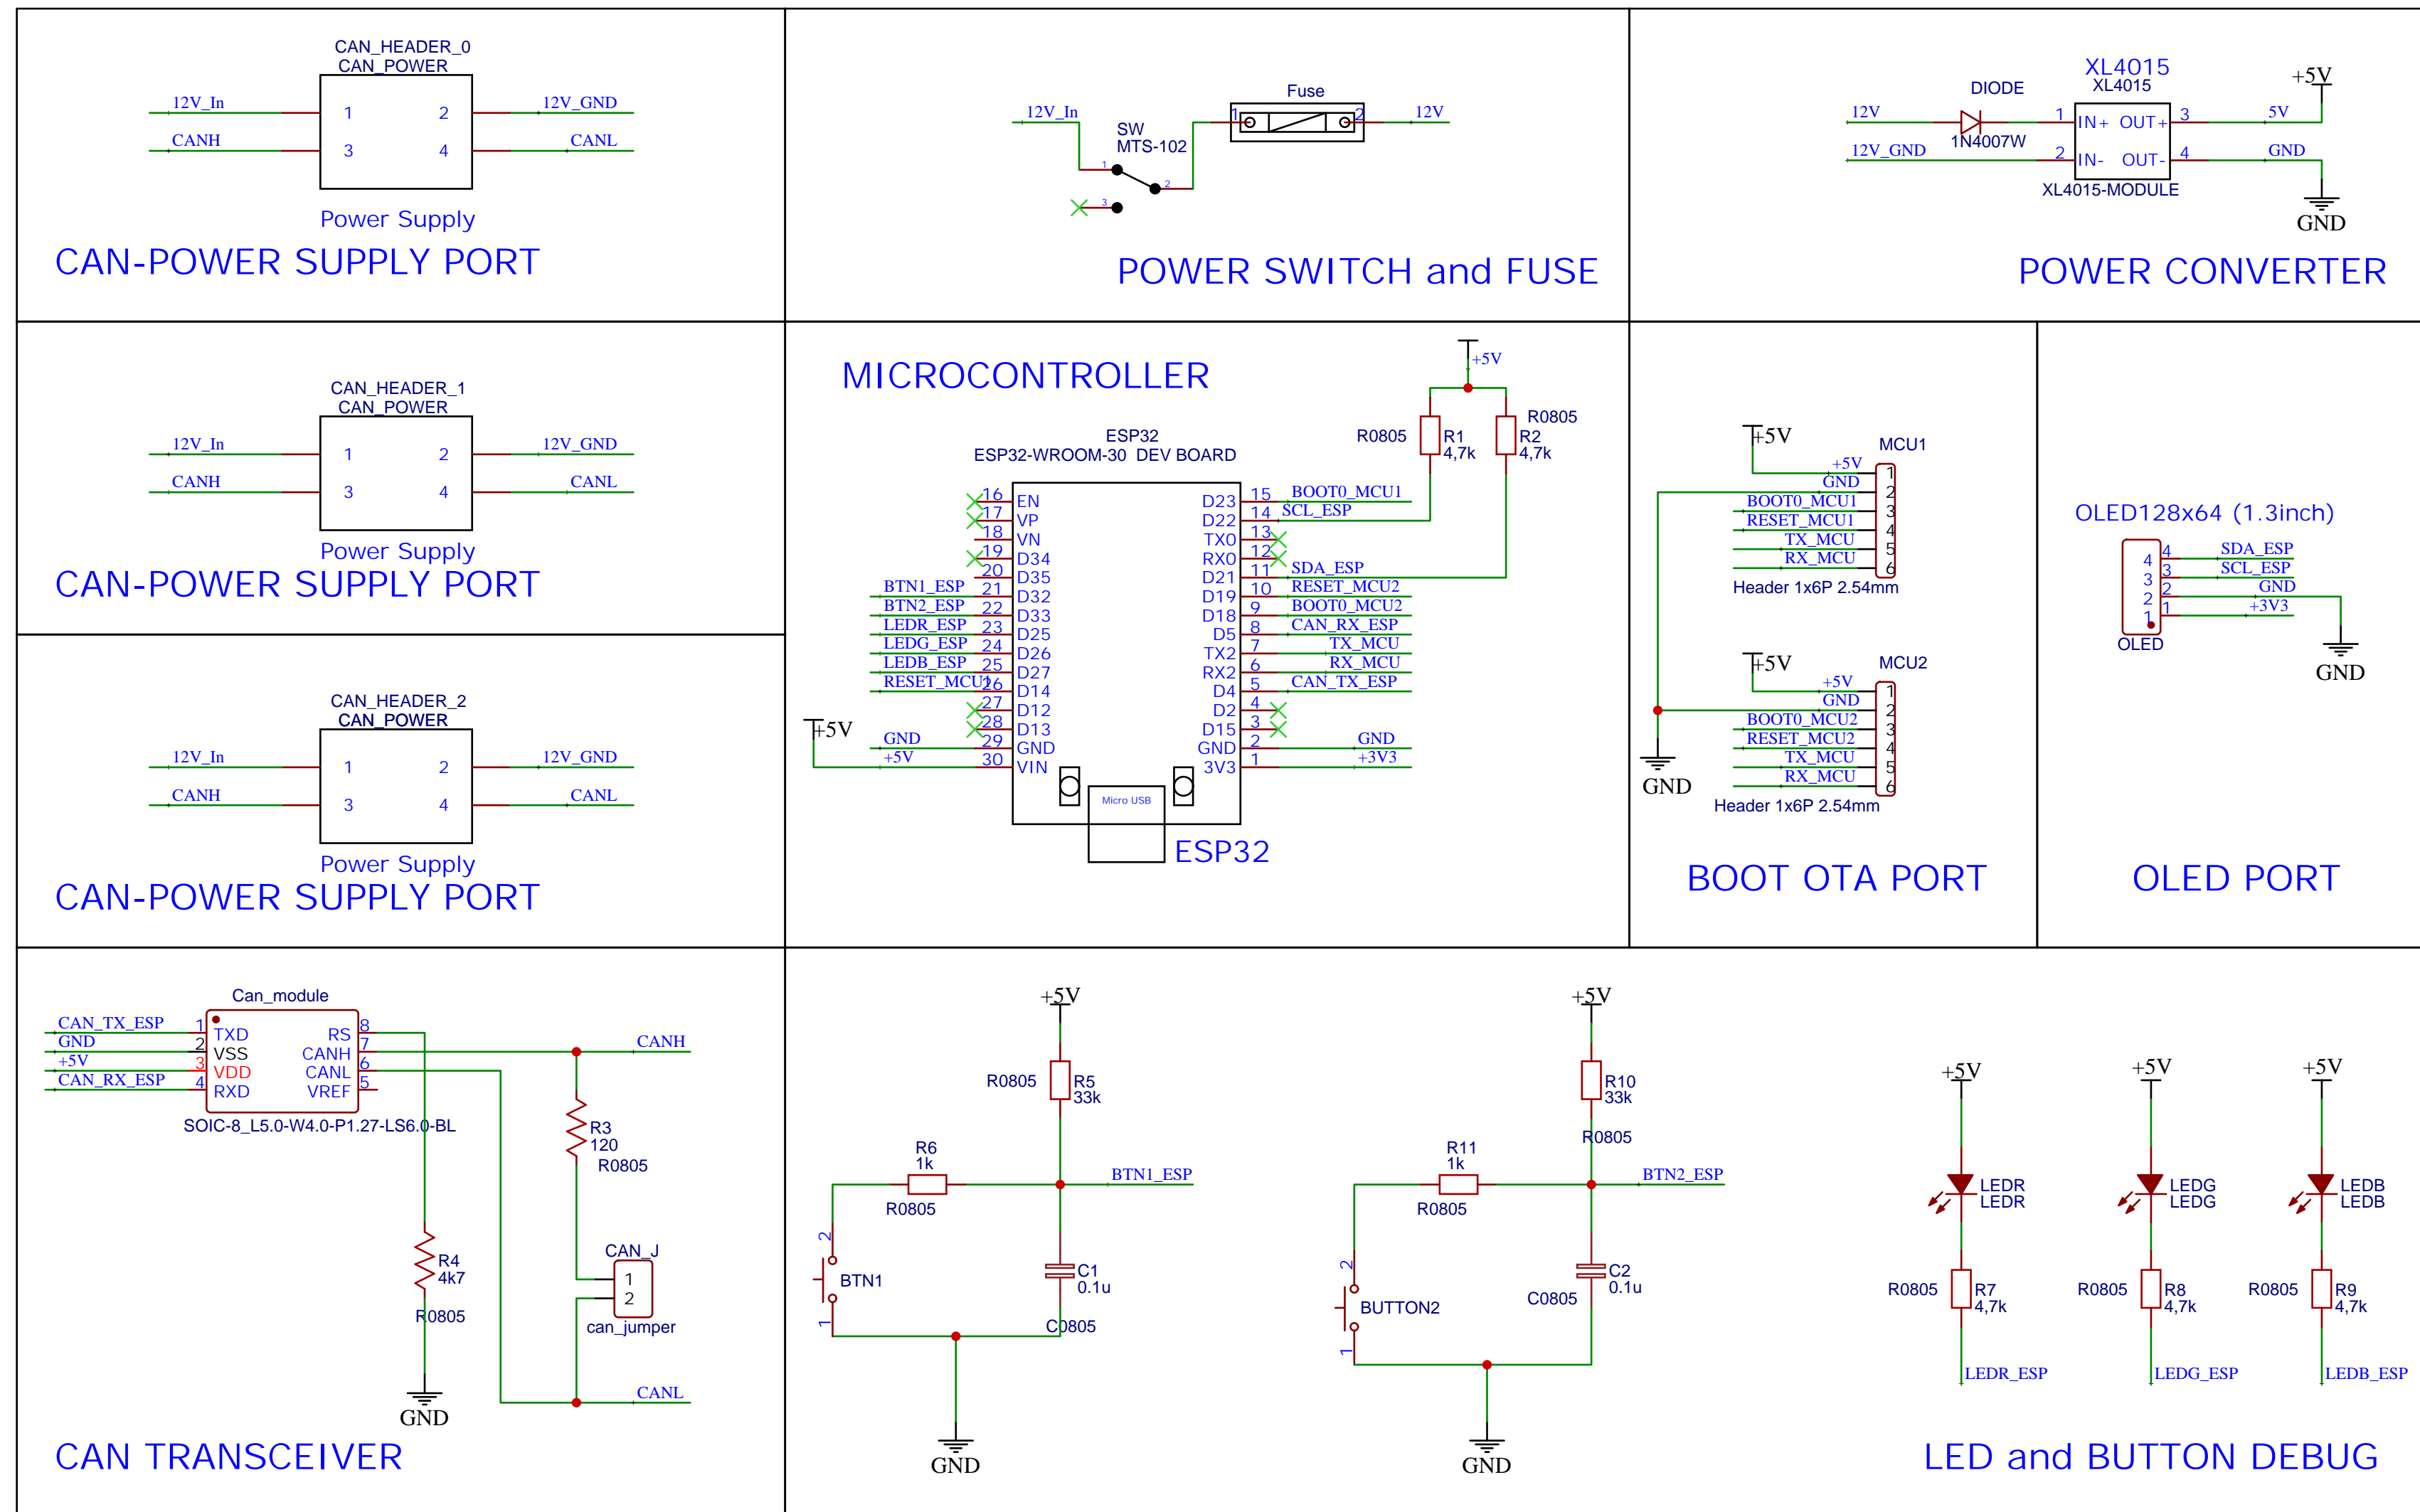 CAN_HEADER_0
CAN_POWER
12V_In 1 2 12V_GND
CANH 3 4 CANL
Power Supply
CAN-POWER SUPPLY PORT
12V_In
SW
MTS-102
1
2
3
Fuse
1 2 12V
POWER SWITCH and FUSE
XL4015
XL4015
+5V
DIODE
12V 1 IN+ OUT+ 3 5V
1N4007W
12V_GND 2 IN- OUT- 4 GND
XL4015-MODULE
GND
POWER CONVERTER
CAN_HEADER_1
CAN_POWER
12V_In 1 2 12V_GND
CANH 3 4 CANL
Power Supply
CAN-POWER SUPPLY PORT
CAN_HEADER_2
CAN_POWER
12V_In 1 2 12V_GND
CANH 3 4 CANL
Power Supply
CAN-POWER SUPPLY PORT
MICROCONTROLLER
+5V
R0805 R1
4,7k
R0805
R2
4,7k
ESP32
ESP32-WROOM-30 DEV BOARD
16 EN D23 15 BOOT0_MCU1
17 VP D22 14 SCL_ESP
18 VN TX0 13
19 D34 RX0 12
20 D35 D21 11 SDA_ESP
BTN1_ESP 21 D32 D19 10 RESET_MCU2
BTN2_ESP 22 D33 D18 9 BOOT0_MCU2
LEDR_ESP 23 D25 D5 8 CAN_RX_ESP
LEDG_ESP 24 D26 TX2 7 TX_MCU
LEDB_ESP 25 D27 RX2 6 RX_MCU
RESET_MCU1 26 D14 D4 5 CAN_TX_ESP
27 D12 D2 4
+5V
28 D13 D15 3
GND 29 GND GND 2 GND
+5V 30 VIN 3V3 1 +3V3
Micro USB
ESP32
+5V
MCU1
+5V 1
GND 2
BOOT0_MCU1 3
RESET_MCU1 4
TX_MCU 5
RX_MCU 6
Header 1x6P 2.54mm
+5V
MCU2
+5V 1
GND 2
BOOT0_MCU2 3
RESET_MCU2 4
TX_MCU 5
RX_MCU 6
GND
Header 1x6P 2.54mm
BOOT OTA PORT
OLED128x64 (1.3inch)
4 4 SDA_ESP
3 3 SCL_ESP
2 2 GND
1 1 +3V3
OLED
GND
OLED PORT
Can_module
CAN_TX_ESP 1 TXD RS 8
GND 2 VSS CANH 7 CANH
+5V 3 VDD CANL 6
CAN_RX_ESP 4 RXD VREF 5
SOIC-8_L5.0-W4.0-P1.27-LS6.0-BL
R3
120
R0805
R4
4k7
R0805
CAN_J
1
2
can_jumper
CANL
GND
CAN TRANSCEIVER
+5V
R0805 R5
33k
R6
1k
R0805
BTN1_ESP
2
BTN1
1
C1
0.1u
C0805
GND
+5V
R10
33k
R0805
R11
1k
R0805
BTN2_ESP
2
BUTTON2
1
C2
0.1u
C0805
GND
+5V
LEDR
LEDR
R0805 R7
4,7k
LEDR_ESP
+5V
LEDG
LEDG
R0805 R8
4,7k
LEDG_ESP
+5V
LEDB
LEDB
R0805 R9
4,7k
LEDB_ESP
LED and BUTTON DEBUG